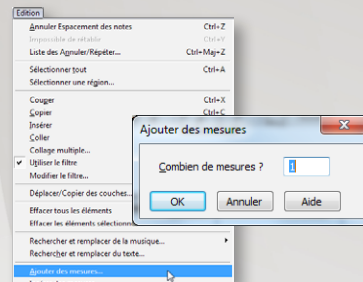 Edition
Annuler Espacement des notes Ctrl+Z
Impossible de rétablir Ctrl+Y
Liste des Annuler/Répéter... Ctrl+Maj+Z
Sélectionner tout Ctrl+A
Sélectionner une région...
Couper Ctrl+X
Copier Ctrl+C
Insérer
Coller
Collage multiple...
Utiliser le filtre
Modifier le filtre...
Déplacer/Copier des couches...
Effacer tous les éléments
Effacer les éléments sélectionn
Rechercher et remplacer de la musique...
Rechercher et remplacer du texte...
Ajouter des mesures...
Ajouter des mesures
Combien de mesures ? 1
OK Annuler Aide